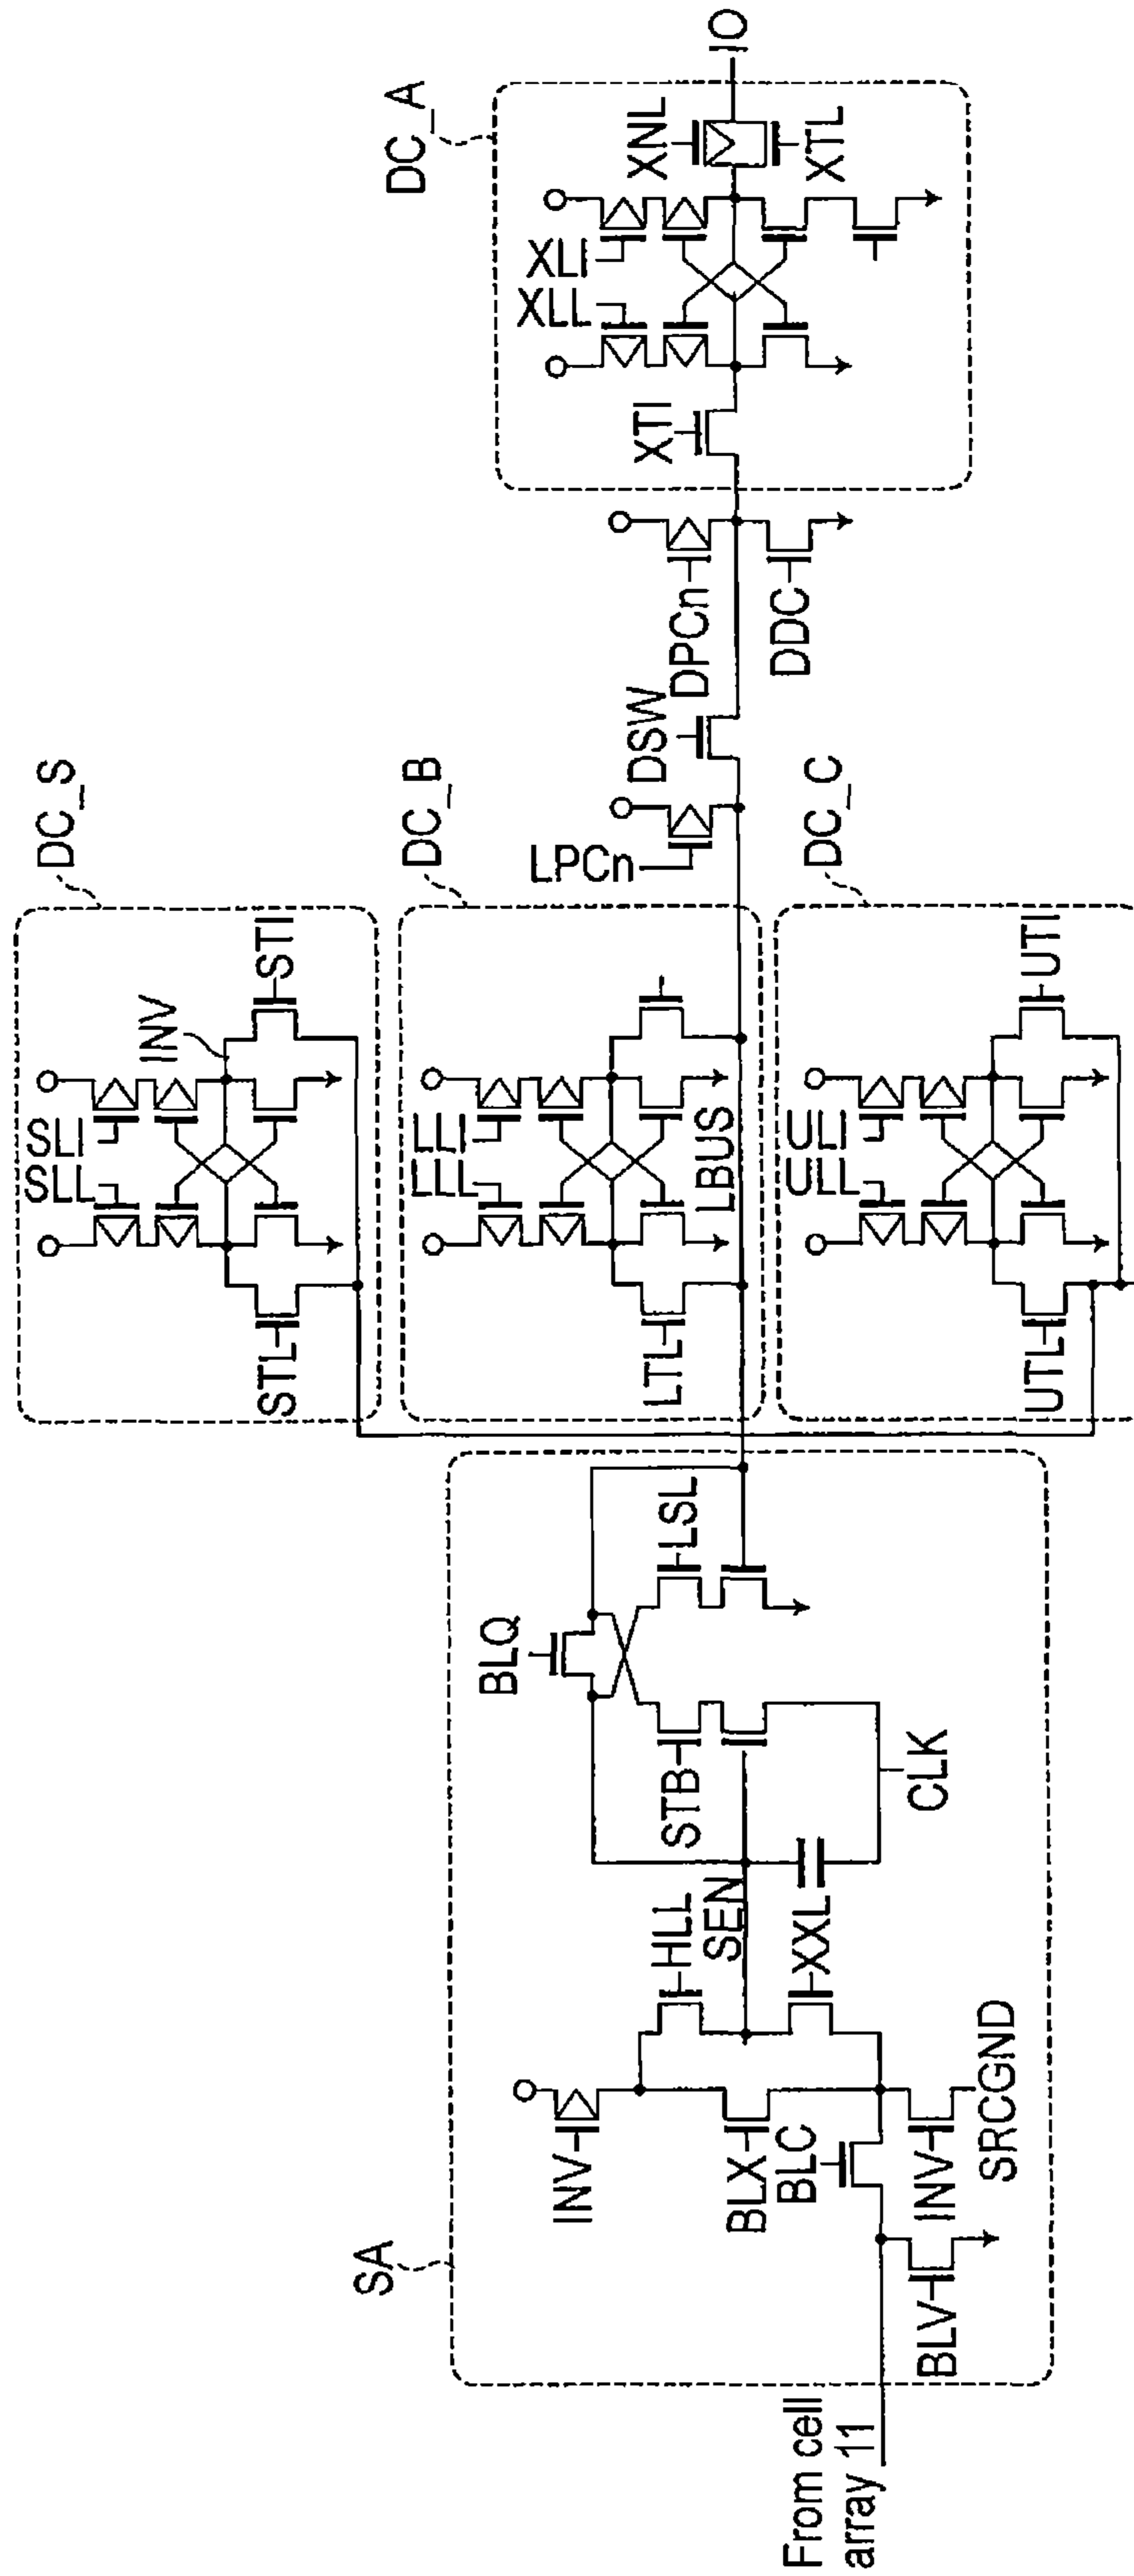 DC_S
SLL
SLI
INV
STL
STI
DC_B
LLL
LLI
LTL
LBUS
DC_C
ULL
ULI
UTL
UTI
LPCn
DSW
DPCn
DDC
DC_A
XLL
XLI
XTI
XNL
XTL
IO
SA
BLQ
INV
HLL
STB
LSL
SEN
BLX
BLC
XXL
CLK
INV
SRCGND
BLV
From cell
array 11